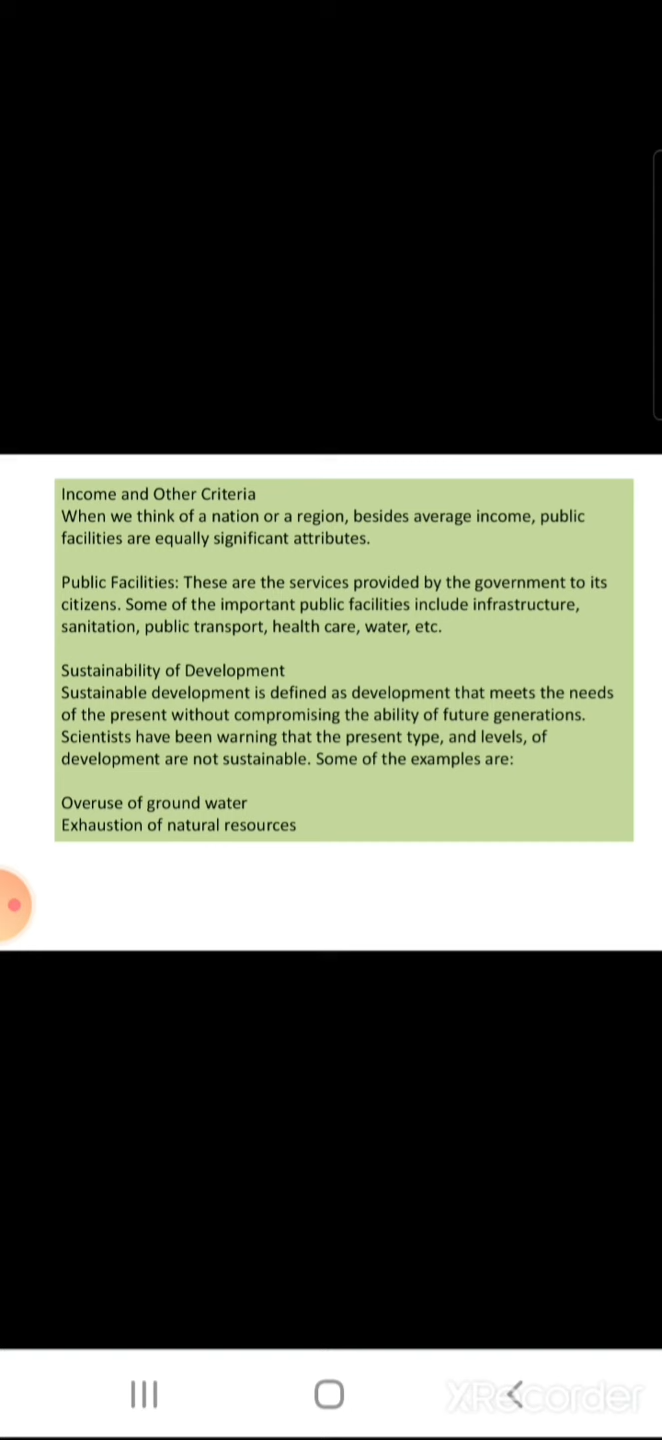 Income and Other Criteria
When we think of a nation or a region, besides average income, public
facilities are equally significant attributes.
Public Facilities: These are the services provided by the government to its
citizens. Some of the important public facilities include infrastructure,
sanitation, public transport, health care, water, etc.
Sustainability of Development
Sustainable development is defined as development that meets the needs
of the present without compromising the ability of future generations.
Scientists have been warning that the present type, and levels, of
development are not sustainable. Some of the examples are:
Overuse of ground water
Exhaustion of natural resources
XRecorder